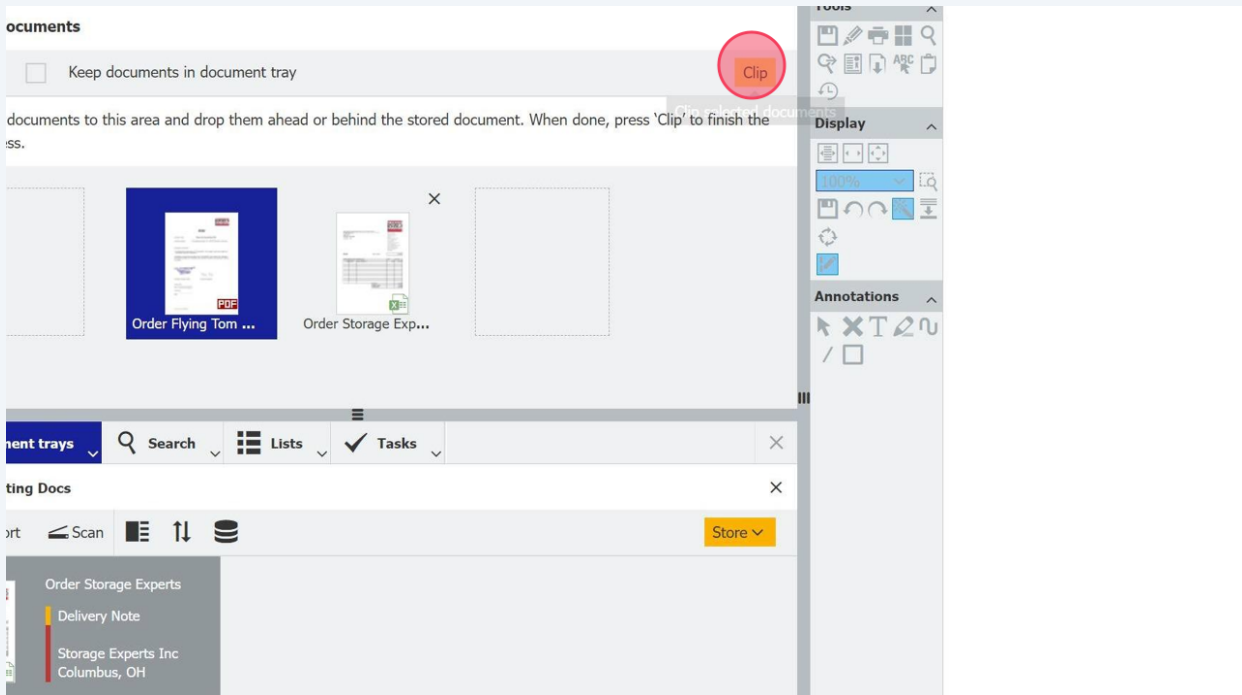 Tools
ocuments
Keep documents in document tray
Clip
Clip selected documents
documents to this area and drop them ahead or behind the stored document. When done, press ‘Clip’ to finish the
ess.
Display
100%
ABC
Annotations
T
PDF
Order Flying Tom ...
Order Storage Exp...
nent trays
Search
Lists
Tasks
ting Docs
ort
Scan
Store
Order Storage Experts
Delivery Note
Storage Experts Inc
Columbus, OH